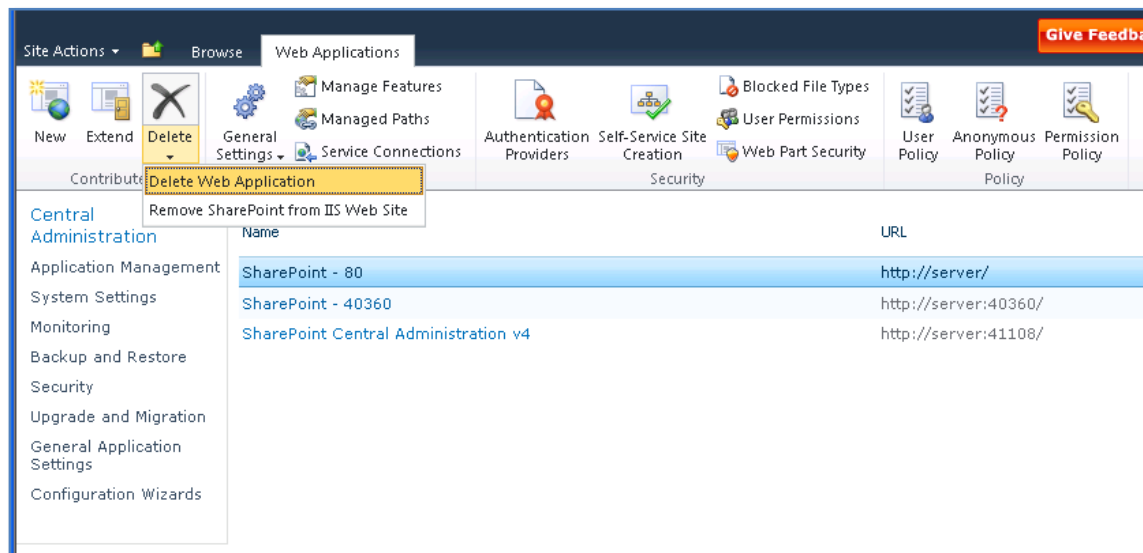 Give Feedba
Site Actions Browse Web Applications
Manage Features
Blocked File Types
Managed Paths
User Permissions
New Extend Delete General Settings Service Connections
Authentication Providers Self-Service Site Creation
Web Part Security
User Policy Anonymous Policy Permission Policy
Contribute
Security
Policy
Delete Web Application
Remove SharePoint from IIS Web Site
Central
Administration
Application Management
System Settings
Monitoring
Backup and Restore
Security
Upgrade and Migration
General Application
Settings
Configuration Wizards
Name URL
SharePoint - 80 http://server/
SharePoint - 40360 http://server:40360/
SharePoint Central Administration v4 http://server:41108/